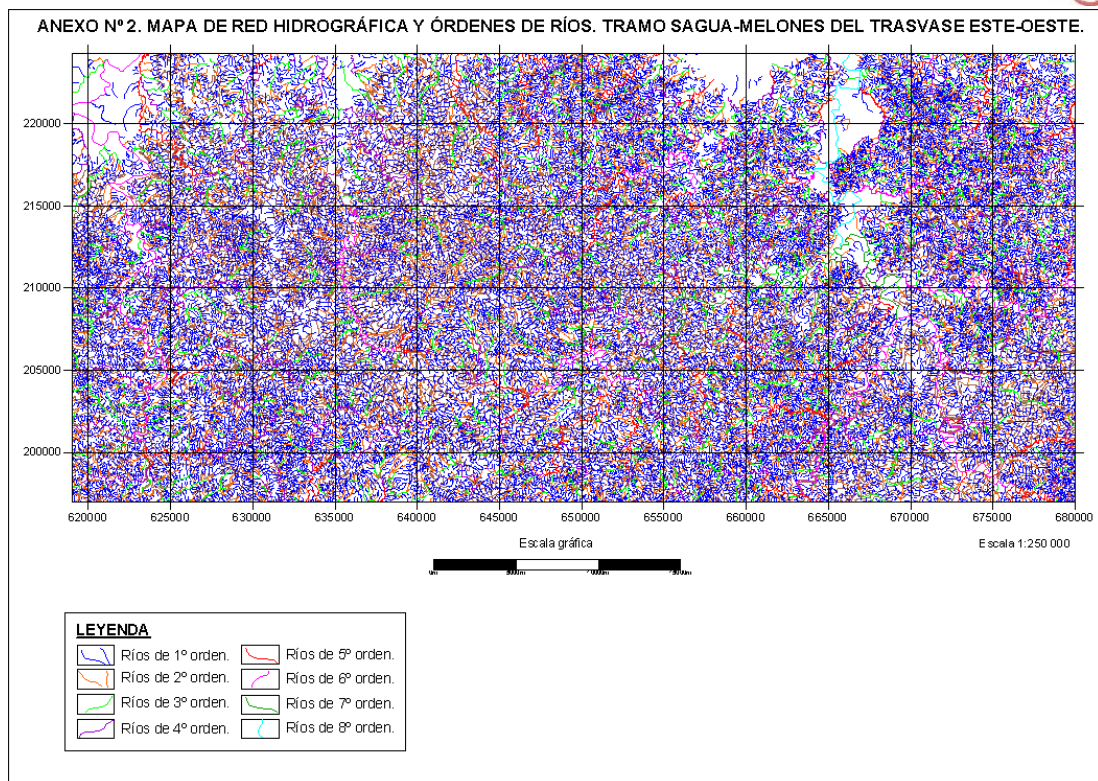 ANEXO Nº 2. MAPA DE RED HIDROGRÁFICA Y ÓRDENES DE RÍOS. TRAMO SAGUA-MELONES DEL TRASVASE ESTE-OESTE.
220000
215000
210000
205000
200000
620000 625000 630000 635000 640000 645000 650000 655000 660000 665000 670000 675000 680000
Escala gráfica
Escala 1:250 000
0m 5000m
LEYENDA
Ríos de 1º orden. Ríos de 5º orden.
Ríos de 2º orden. Ríos de 6º orden.
Ríos de 3º orden. Ríos de 7º orden.
Ríos de 4º orden. Ríos de 8º orden.